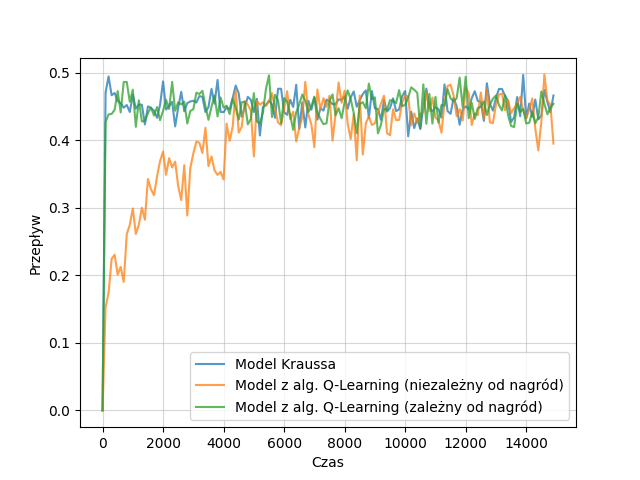 0.5
0.4
0.3
0.2
0.1
0.0
Przepływ
Model Kraussa
Model z alg. Q-Learning (niezależny od nagród)
Model z alg. Q-Learning (zależny od nagród)
0 2000 4000 6000 8000 10000 12000 14000
Czas